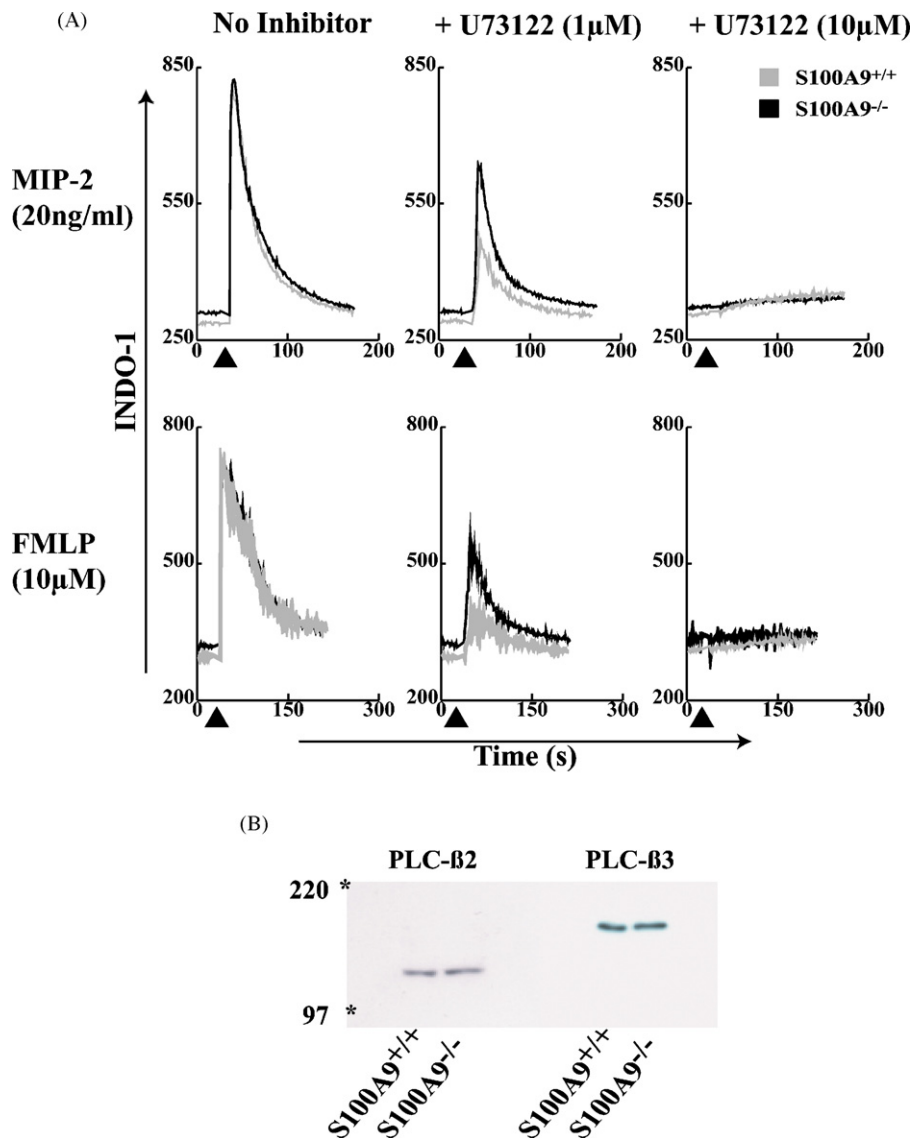 (A)
No Inhibitor
+ U73122 (1µM)
+ U73122 (10µM)
S100A9+/+
S100A9-/-
MIP-2
(20ng/ml)
850
550
250
0 100 200
850
550
250
0 100 200
850
550
250
0 100 200
INDO-1
FMLP
(10µM)
800
500
200
0 150 300
800
500
200
0 150 300
800
500
200
0 150 300
Time (s)
(B)
PLC-ß2
PLC-ß3
220 *
97 *
S100A9+/+
S100A9-/-
S100A9+/+
S100A9-/-